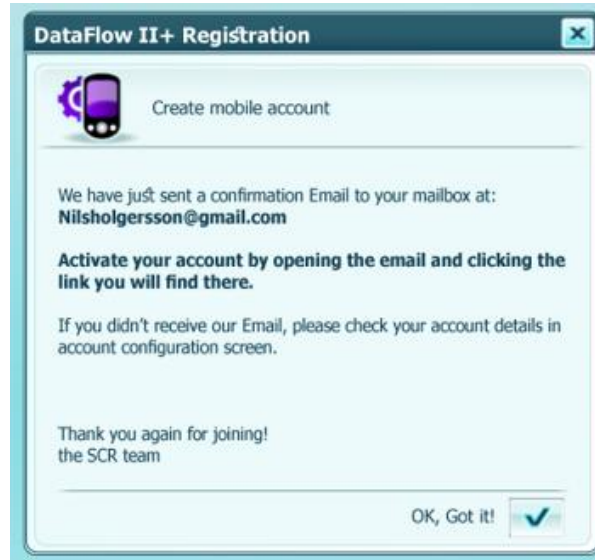 DataFlow II+ Registration
Create mobile account
We have just sent a confirmation Email to your mailbox at:
Nilsholgersson@gmail.com
Activate your account by opening the email and clicking the
link you will find there.
If you didn't receive our Email, please check your account details in
account configuration screen.
Thank you again for joining!
the SCR team
OK, Got it!